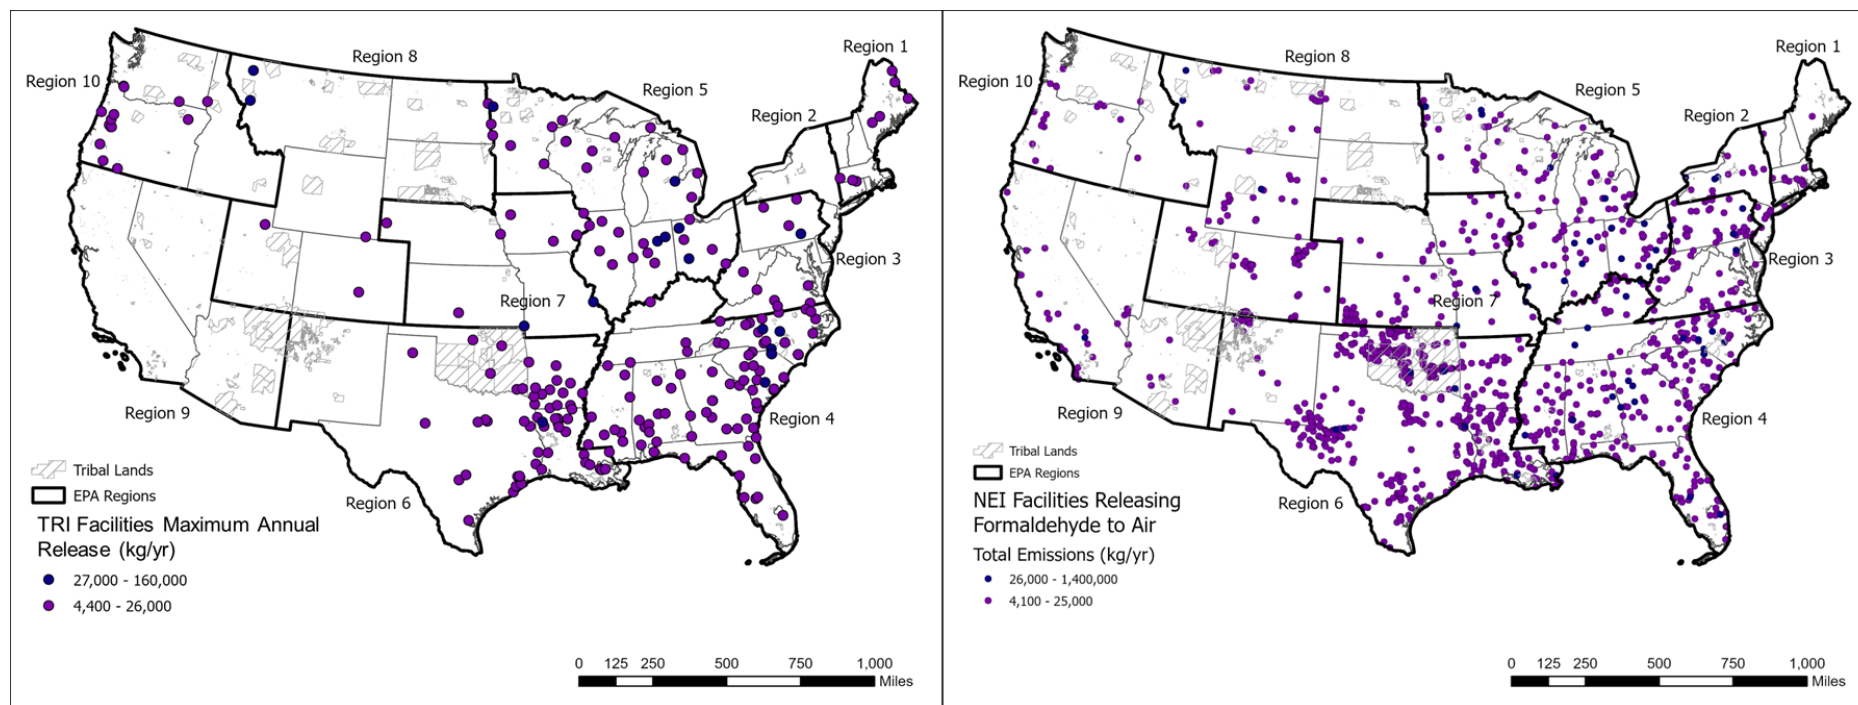 Region 1
Region 8
Region 10
Region 5
Region 2
Region 3
Region 7
Region 9
Region 4
Region 6
Tribal Lands
EPA Regions
TRI Facilities Maximum Annual
Release (kg/yr)
27,000 - 160,000
4,400 - 26,000
0 125 250 500 750 1,000
Miles
Region 1
Region 8
Region 10
Region 5
Region 2
Region 3
Region 7
Region 9
Region 4
Region 6
Tribal Lands
EPA Regions
NEI Facilities Releasing
Formaldehyde to Air
Total Emissions (kg/yr)
26,000 - 1,400,000
4,100 - 25,000
0 125 250 500 750 1,000
Miles